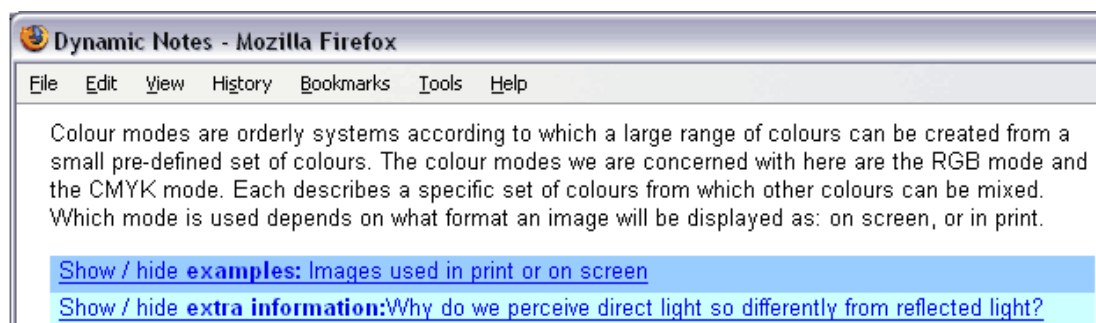 Dynamic Notes - Mozilla Firefox
File Edit View History Bookmarks Tools Help
Colour modes are orderly systems according to which a large range of colours can be created from a
small pre-defined set of colours. The colour modes we are concerned with here are the RGB mode and
the CMYK mode. Each describes a specific set of colours from which other colours can be mixed.
Which mode is used depends on what format an image will be displayed as: on screen, or in print.
Show / hide examples: Images used in print or on screen
Show / hide extra information:Why do we perceive direct light so differently from reflected light?